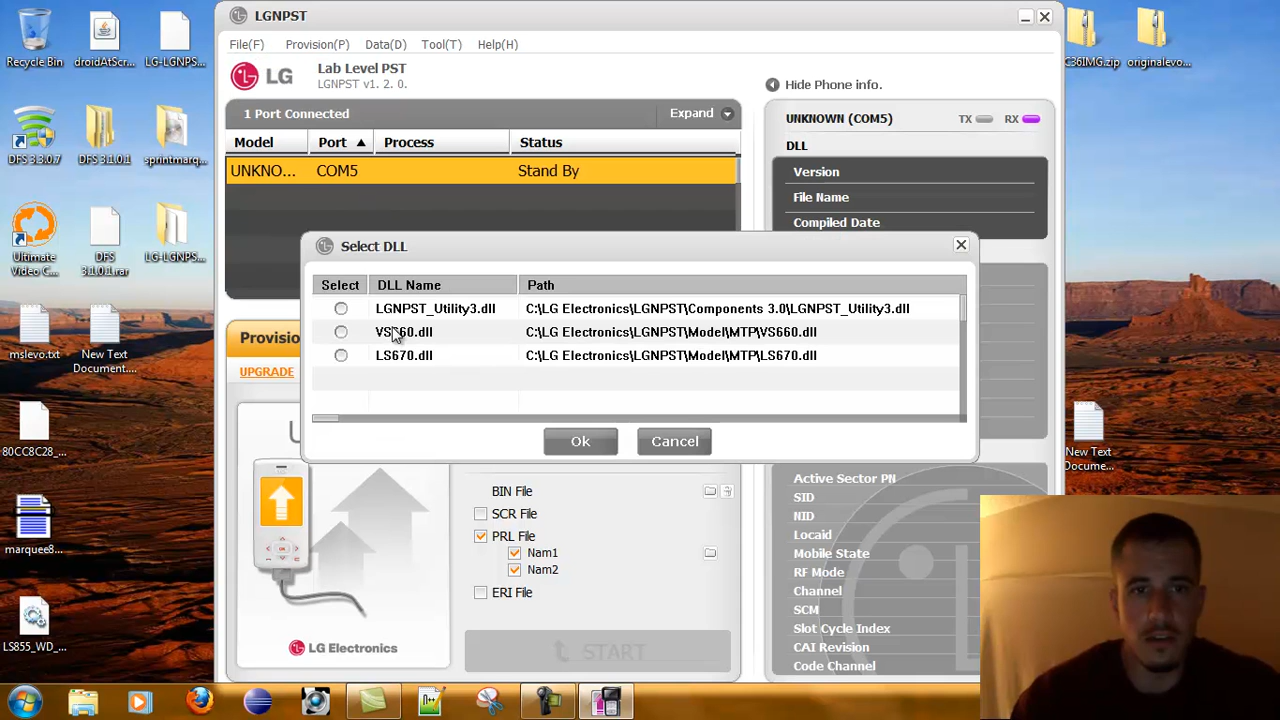 LGNPST
File(F) Provision(P) Data(D) Tool(T) Help(H)
LG
Lab Level PST
LGNPST v1. 2. 0.
Hide Phone info.
1 Port Connected
Expand
Model Port Process Status
UNKNO... COM5 Stand By
UNKNOWN (COM5) TX RX
DLL
Version
File Name
Compiled Date
Select DLL
Select DLL Name Path
LGNPST_Utility3.dll C:\LG Electronics\LGNPST\Components 3.0\LGNPST_Utility3.dll
VS660.dll C:\LG Electronics\LGNPST\Model\MTP\VS660.dll
LS670.dll C:\LG Electronics\LGNPST\Model\MTP\LS670.dll
Ok Cancel
Provisio
UPGRADE
U
LG Electronics
BIN File
SCR File
PRL File
Nam1
Nam2
ERI File
START
Active Sector PN
SID
NID
Locaid
Mobile State
RF Mode
Channel
SCM
Slot Cycle Index
CAI Revision
Code Channel
Recycle Bin
droidAtScr...
LG-LGNPS...
DFS 3.3.0.7
DFS 3.1.0.1
sprintmarq...
Ultimate
Video C...
DFS
3.1.0.1.rar
LG-LGNPS...
mslevo.txt
New Text
Document....
80CC8C28_...
marquee8...
LS855_WD_...
C36IMG.zip
originalevo...
New Text
Docume...